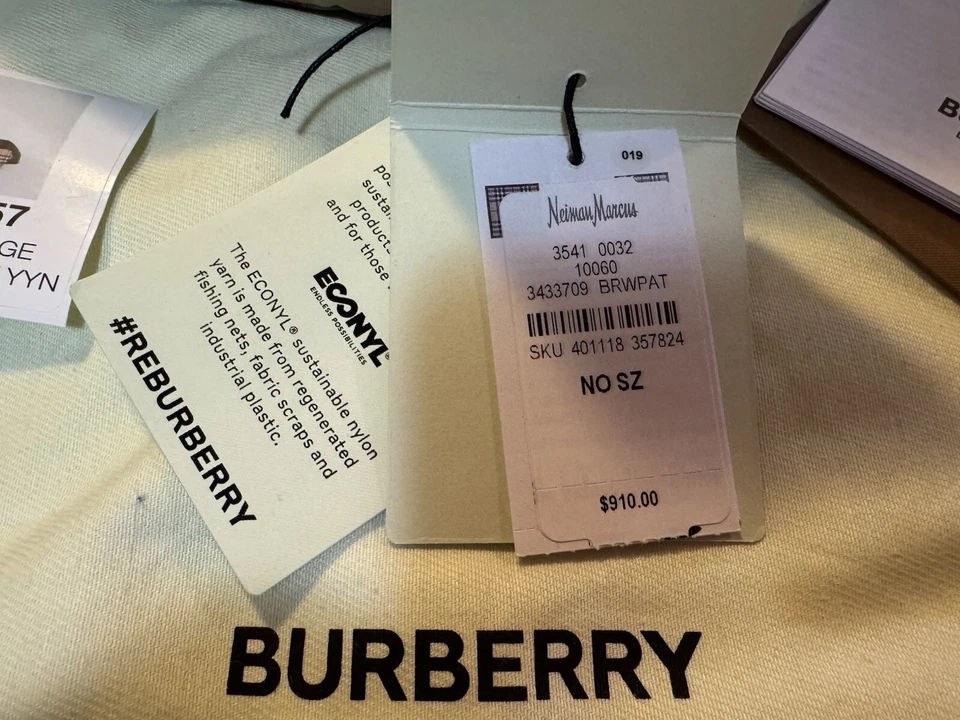 57
GE
YYN
#REBURBERRY
The ECONYL® sustainable nylon
yarn is made from regenerated
fishing nets, fabric scraps and
industrial plastic.
ECONYL®
ENDLESS POSSIBILITIES
products
and for those
019
Neiman Marcus
3541 0032
10060
3433709 BRWPAT
SKU 401118 357824
NO SZ
$910.00
BURBERRY